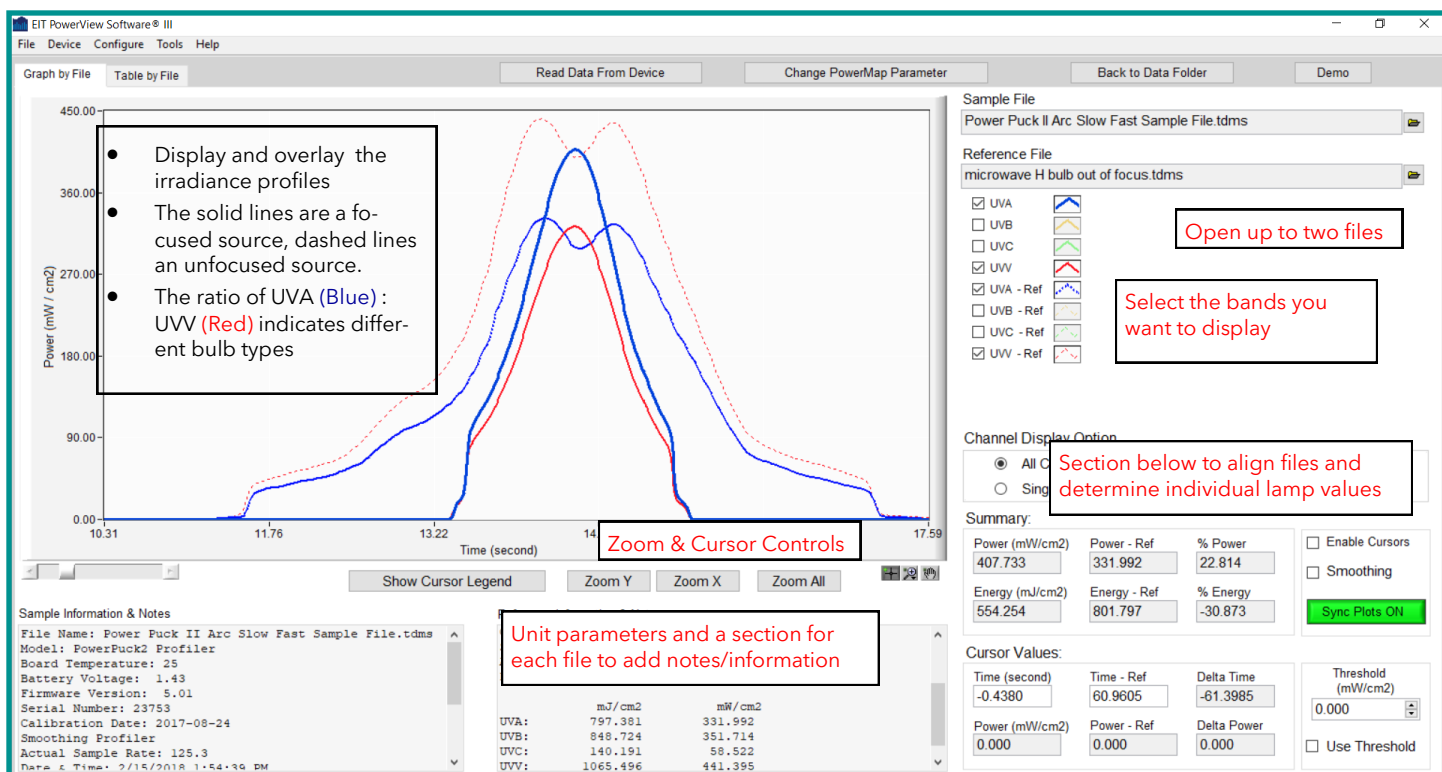 EIT PowerView Software® III
File Device Configure Tools Help
Graph by File Table by File Read Data From Device Change PowerMap Parameter Back to Data Folder Demo
450.00
360.00
270.00
180.00
90.00
0.00
Power (mW / cm2)
10.31 11.76 13.22 14. 17.59
Time (second)
● Display and overlay the
irradiance profiles
● The solid lines are a fo-
cused source, dashed lines
an unfocused source.
● The ratio of UVA (Blue) :
UVV (Red) indicates differ-
ent bulb types
Zoom & Cursor Controls
Show Cursor Legend Zoom Y Zoom X Zoom All
Sample File
Power Puck II Arc Slow Fast Sample File.tdms
Reference File
microwave H bulb out of focus.tdms
UVA
UVB
UVC
UVV
UVA - Ref
UVB - Ref
UVC - Ref
UVV - Ref
Open up to two files
Select the bands you
want to display
Channel Display Option
All C
Sing
Section below to align files and
determine individual lamp values
Summary:
Power (mW/cm2) Power - Ref % Power
407.733 331.992 22.814
Energy (mJ/cm2) Energy - Ref % Energy
554.254 801.797 -30.873
Enable Cursors
Smoothing
Sync Plots ON
Cursor Values:
Time (second) Time - Ref Delta Time
-0.4380 60.9605 -61.3985
Power (mW/cm2) Power - Ref Delta Power
0.000 0.000 0.000
Threshold
(mW/cm2)
0.000
Use Threshold
Sample Information & Notes
File Name: Power Puck II Arc Slow Fast Sample File.tdms
Model: PowerPuck2 Profiler
Board Temperature: 25
Battery Voltage: 1.43
Firmware Version: 5.01
Serial Number: 23753
Calibration Date: 2017-08-24
Smoothing Profiler
Actual Sample Rate: 125.3
Date & Time: 2/15/2018 1:54:39 PM
Unit parameters and a section for
each file to add notes/information
mJ/cm2 mW/cm2
UVA: 797.381 331.992
UVB: 848.724 351.714
UVC: 140.191 58.522
UVV: 1065.496 441.395